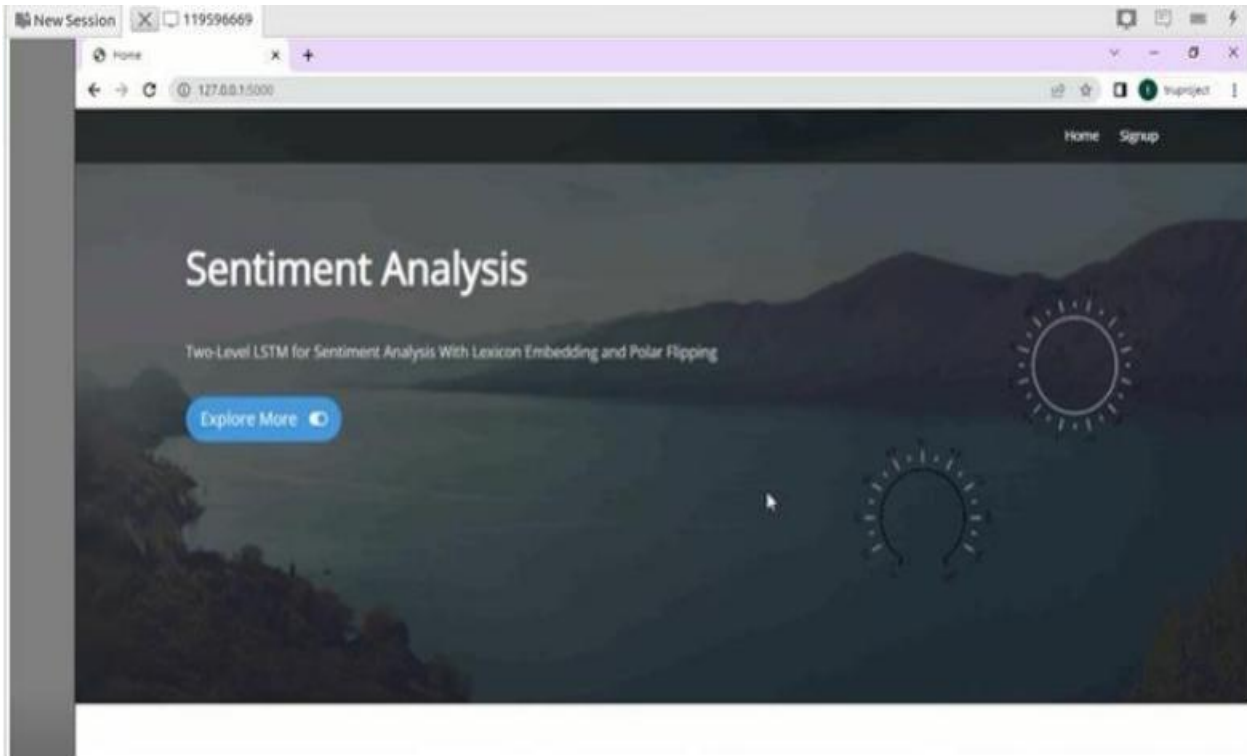 New Session
119596669
Home
127.0.0.1:5000
truproject
Home Signup
Sentiment Analysis
Two-Level LSTM for Sentiment Analysis With Lexicon Embedding and Polar Flipping
Explore More